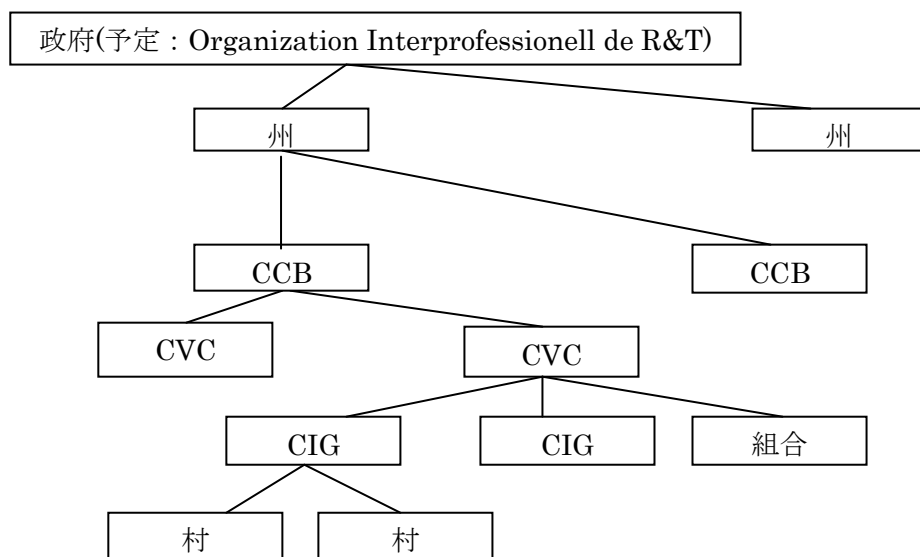 政府(予定：Organization Interprofessionell de R&T)
州
州
CCB
CCB
CVC
CVC
CIG
CIG
組合
村
村